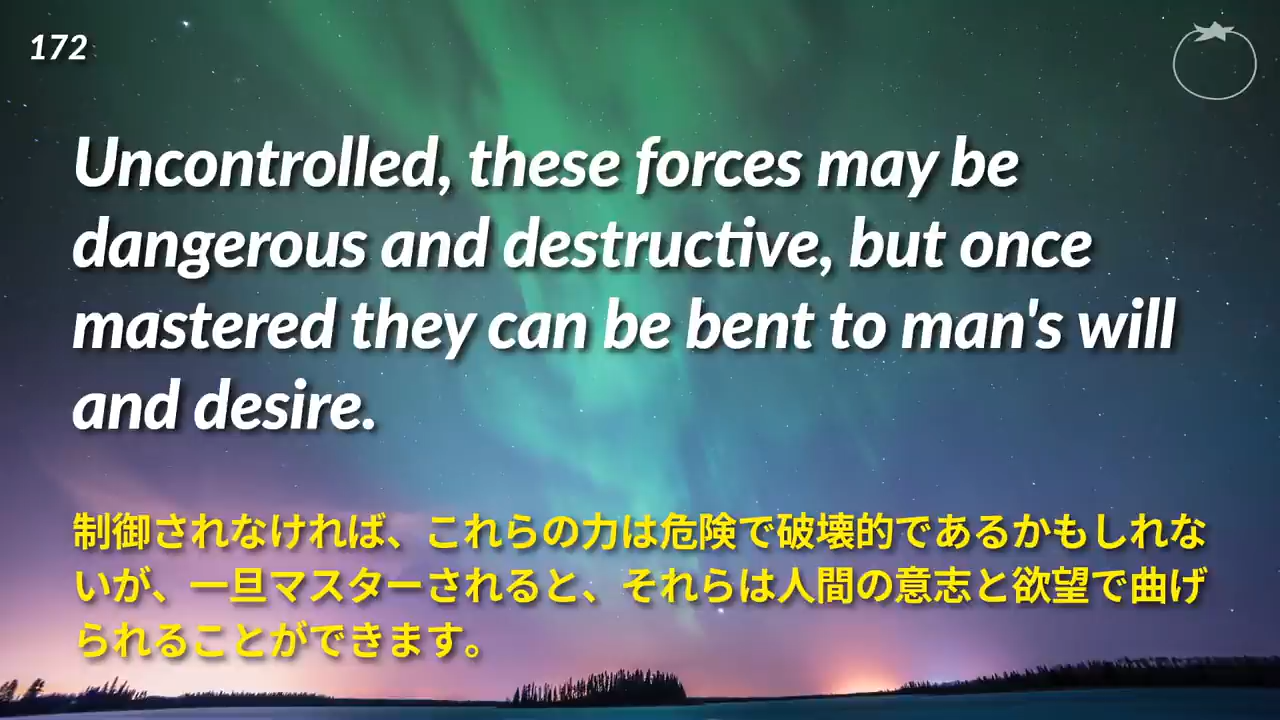 172
Uncontrolled, these forces may be
dangerous and destructive, but once
mastered they can be bent to man's will
and desire.
制御されなければ、これらの力は危険で破壊的であるかもしれな
いが、一旦マスターされると、それらは人間の意志と欲望で曲げ
られることができます。